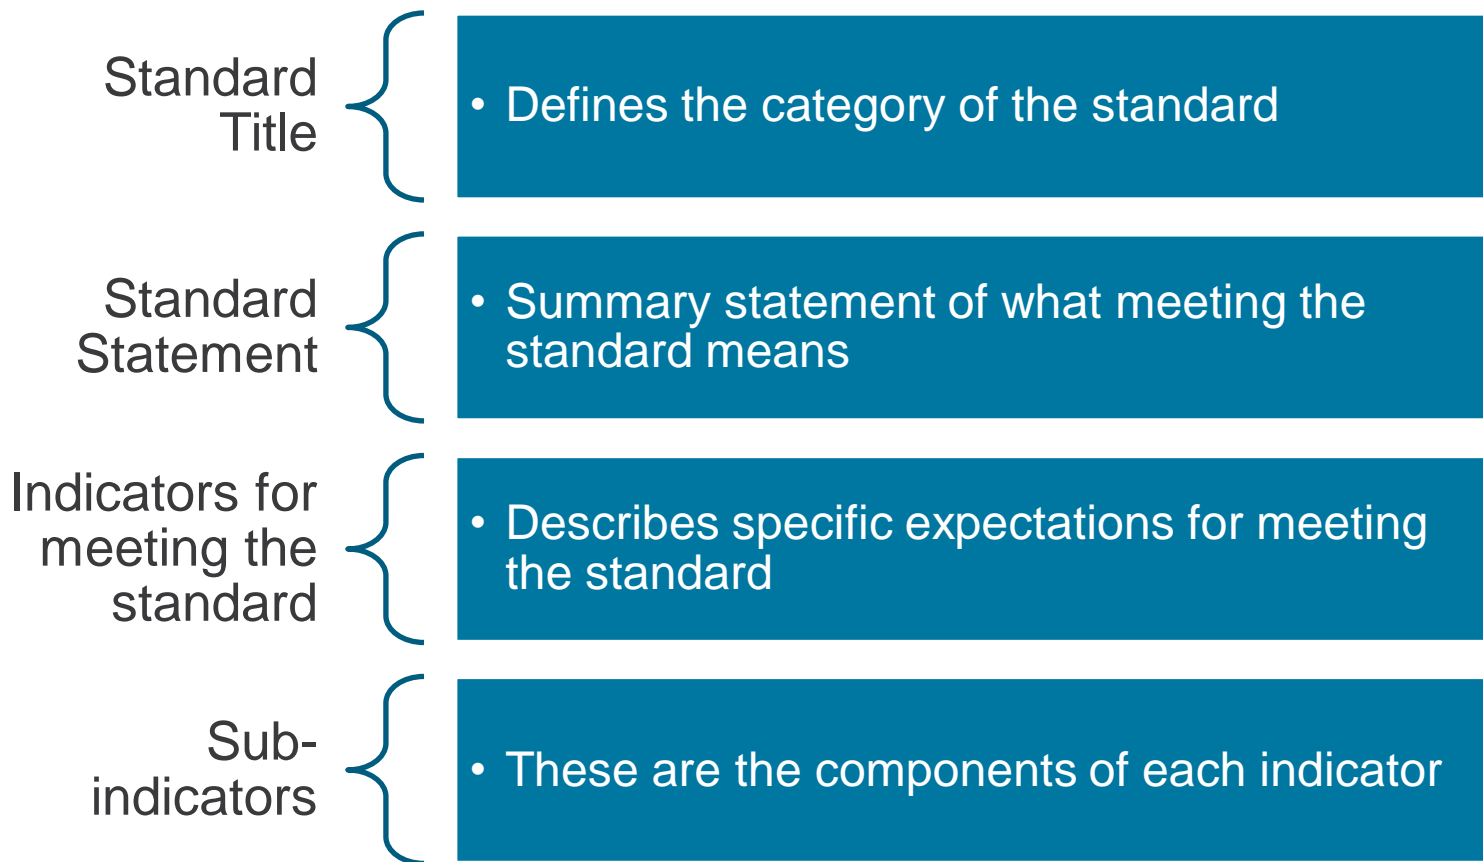 Standard
Title
• Defines the category of the standard
Standard
Statement
• Summary statement of what meeting the
standard means
Indicators for
meeting the
standard
• Describes specific expectations for meeting
the standard
Sub-
indicators
• These are the components of each indicator